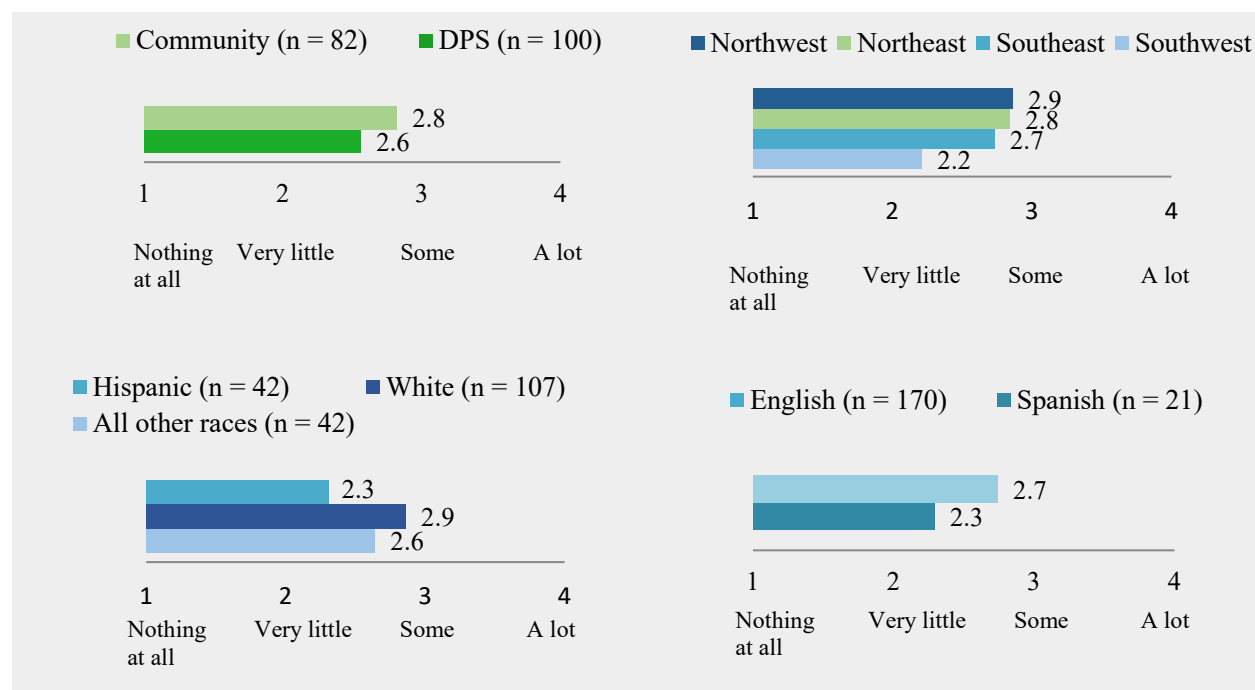 Community (n = 82) DPS (n = 100)
2.8
2.6
1 2 3 4
Nothing Very little Some A lot
at all
Northwest Northeast Southeast Southwest
2.9
2.8
2.7
2.2
1 2 3 4
Nothing Very little Some A lot
at all
Hispanic (n = 42) White (n = 107)
All other races (n = 42)
2.3
2.9
2.6
1 2 3 4
Nothing Very little Some A lot
at all
English (n = 170) Spanish (n = 21)
2.7
2.3
1 2 3 4
Nothing Very little Some A lot
at all